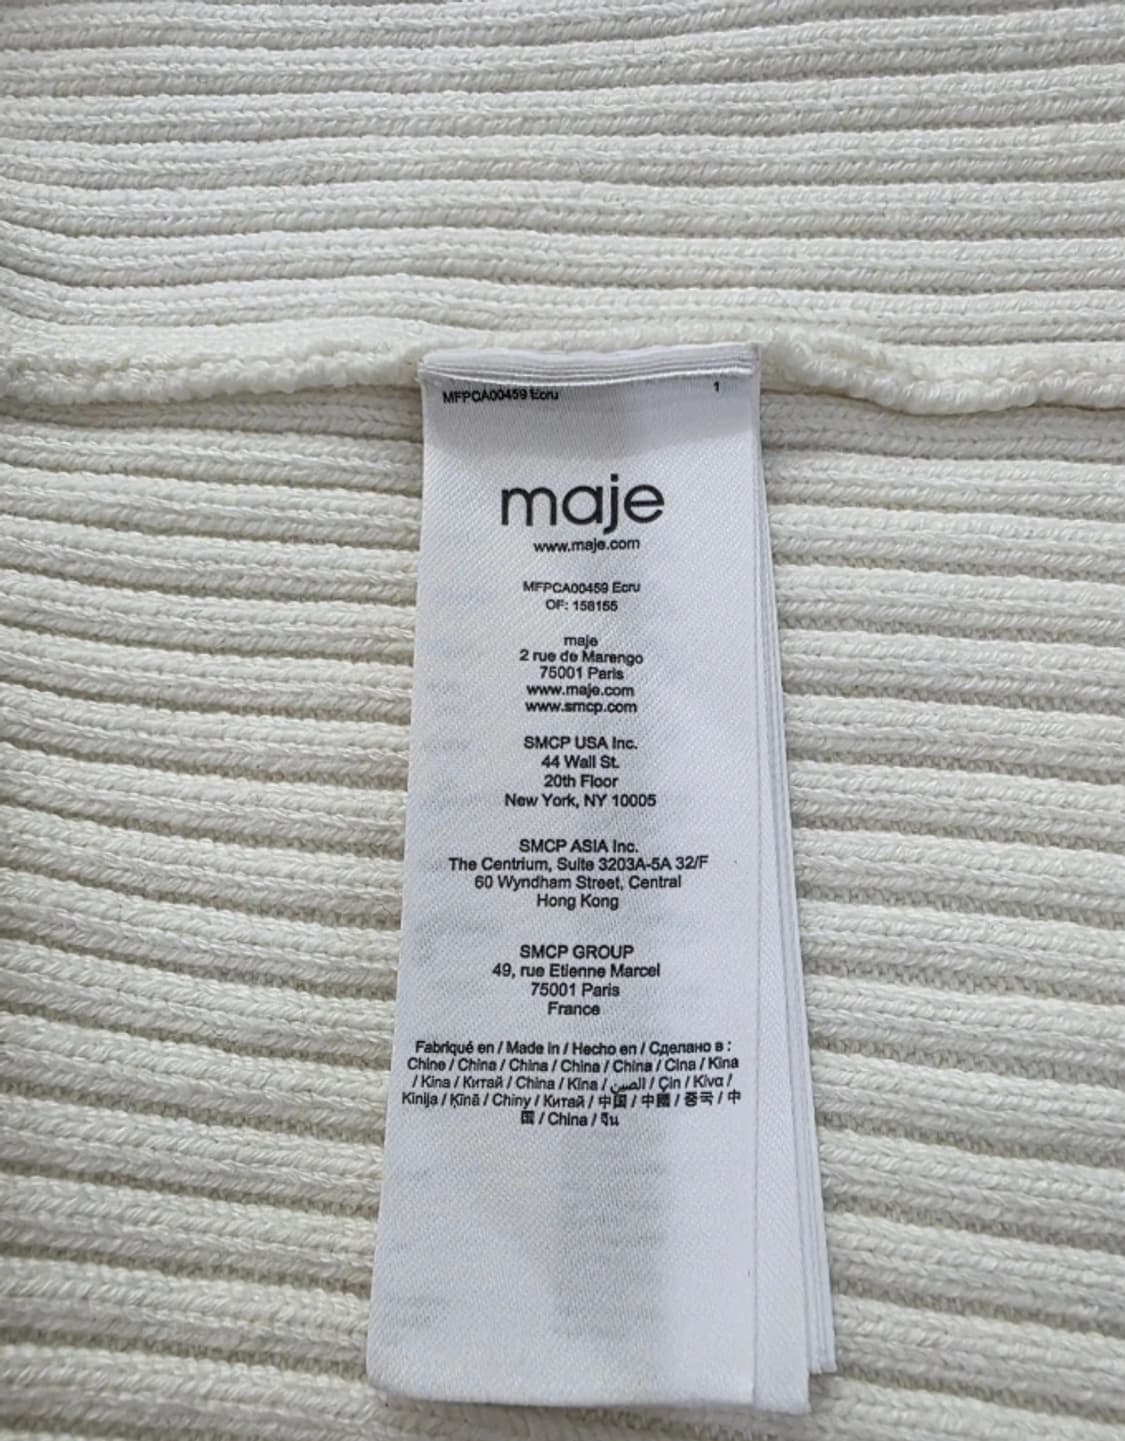 MFPCA00459 Ecru 1
maje
www.maje.com
MFPCA00459 Ecru
OF: 158155
maje
2 rue de Marengo
75001 Paris
www.maje.com
www.smcp.com
SMCP USA Inc.
44 Wall St.
20th Floor
New York, NY 10005
SMCP ASIA Inc.
The Centrium, Suite 3203A-5A 32/F
60 Wyndham Street, Central
Hong Kong
SMCP GROUP
49, rue Etienne Marcel
75001 Paris
France
Fabriqué en / Made in / Hecho en / Сделано в :
Chine / China / China / China / China / Cina / Kina
/ Kina / Китай / China / Kina / الصين / Çin / Kίνα /
Kinija / Ķīnā / Chiny / Китай / 中国 / 中國 / 중국 / 中
国 / China / จีน